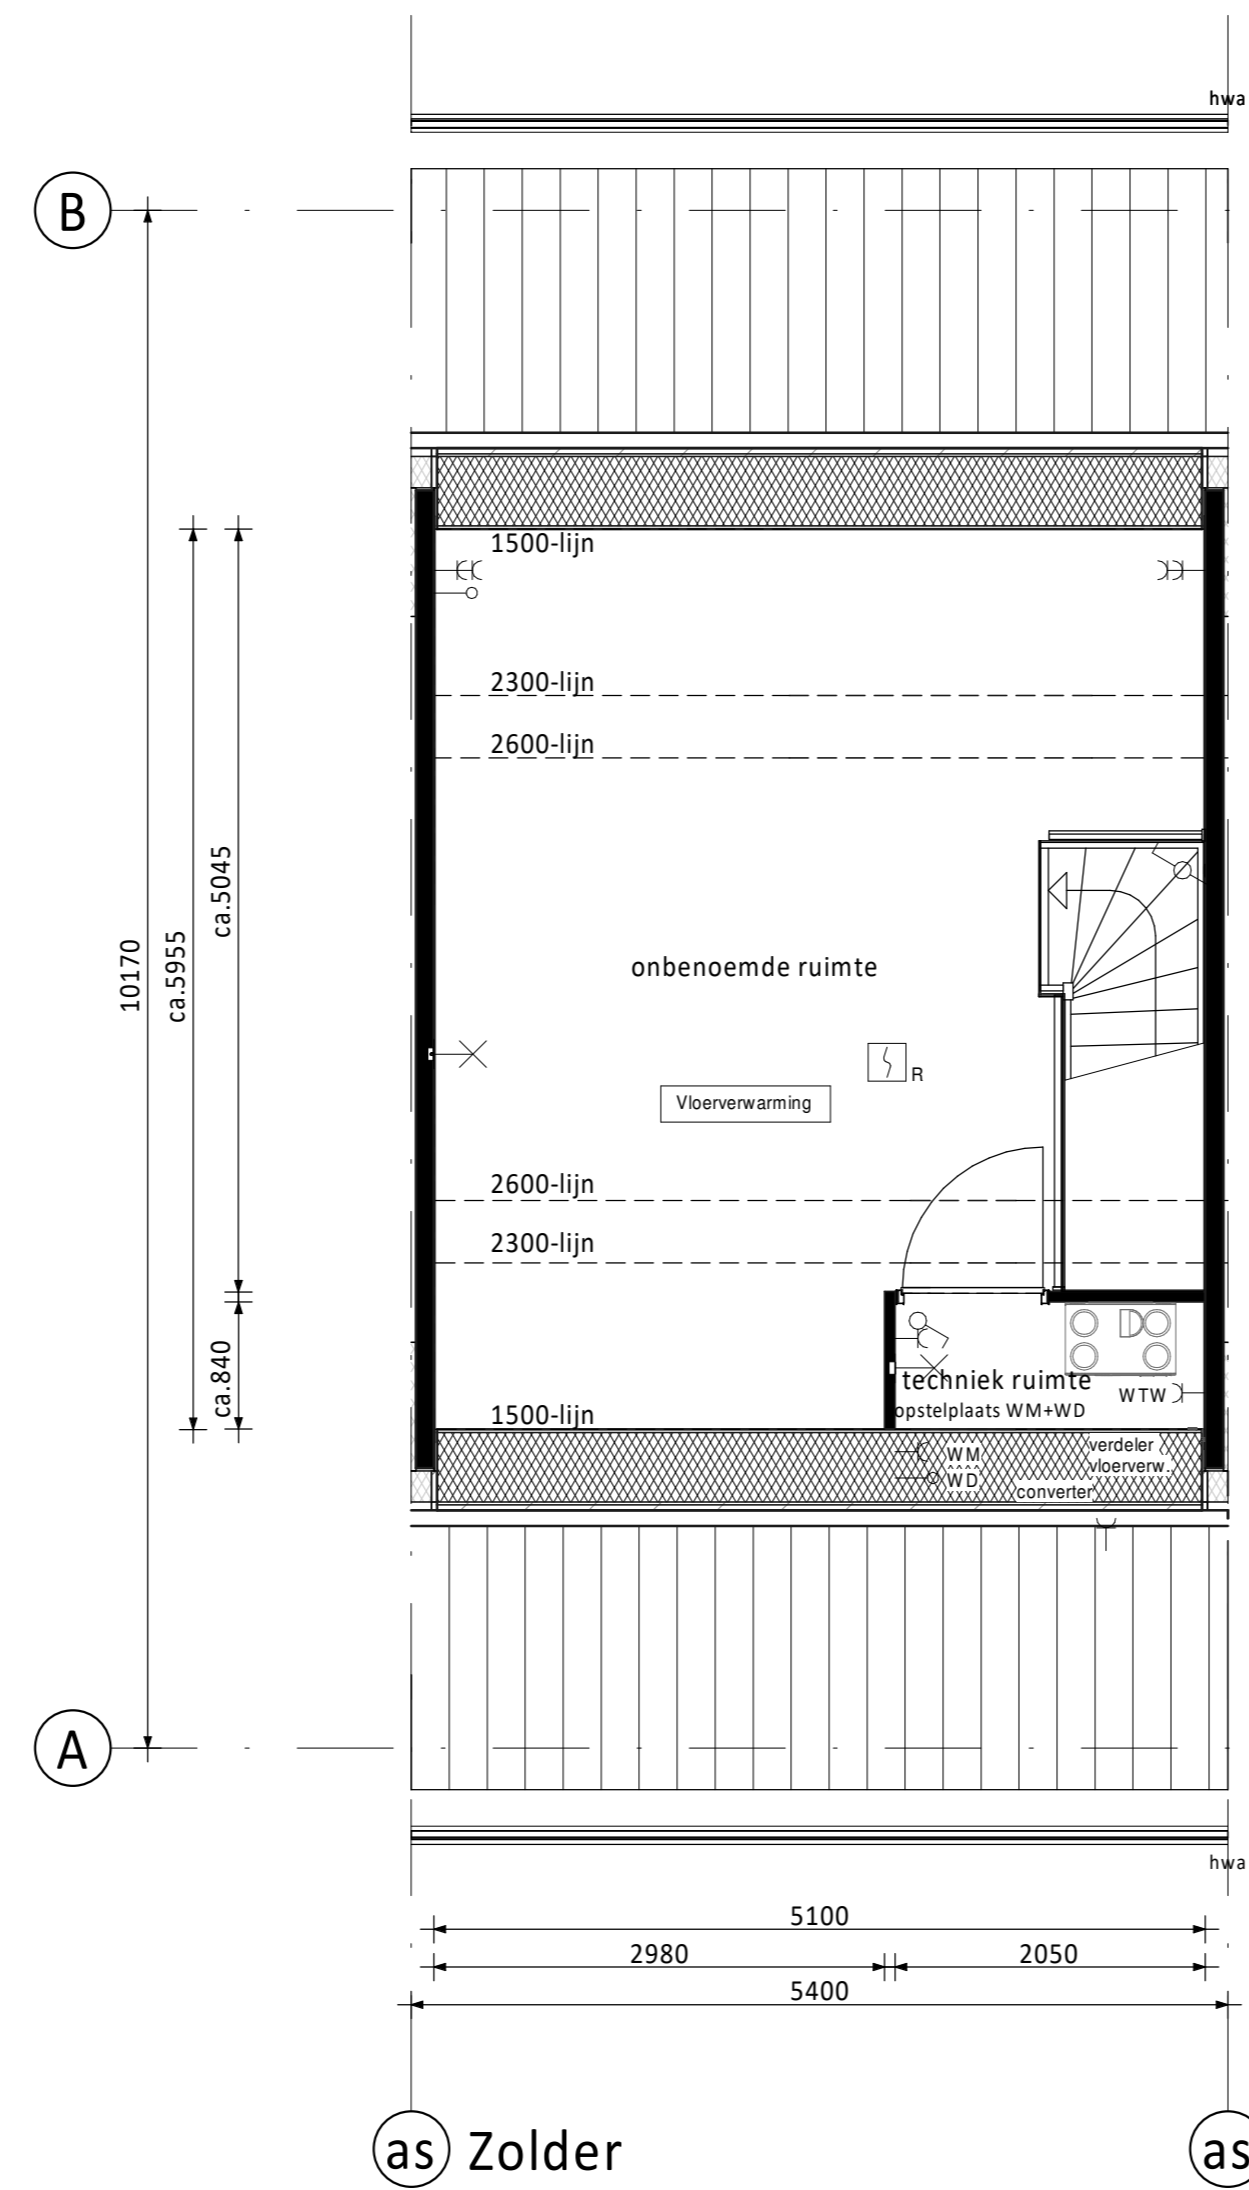 hwa
B
1500-lijn
2300-lijn
2600-lijn
ca.5045
10170
ca.5955
onbenoemde ruimte
R
Vloerverwarming
2600-lijn
2300-lijn
ca.840
techniek ruimte
WTW
opstelplaats WM+WD
1500-lijn
WM
verdeler
vloerverw.
WD
converter
A
hwa
5100
2980
2050
5400
as
Zolder
as